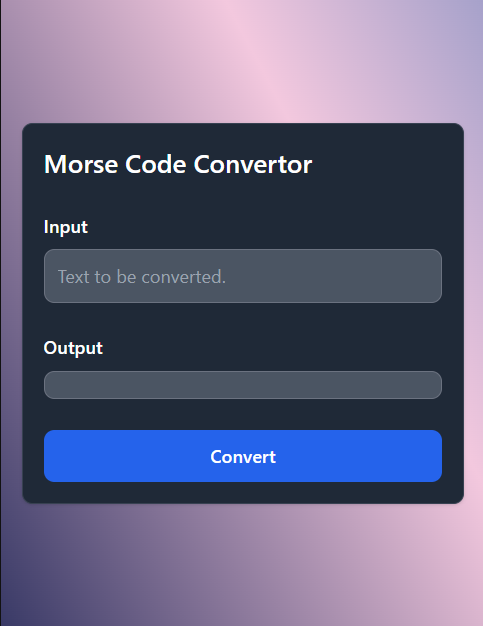 Morse Code Convertor
Input
Text to be converted.
Output
Convert